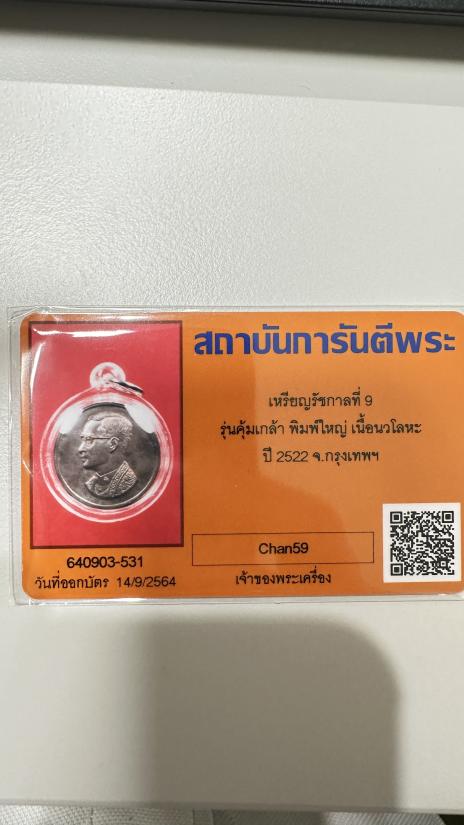 สถาบันการันตีพระ
เหรียญรัชกาลที่ 9
รุ่นคุ้มเกล้า พิมพ์ใหญ่ เนื้อนวโลหะ
ปี 2522 จ.กรุงเทพฯ
Chan59
เจ้าของพระเครื่อง
640903-531
วันที่ออกบัตร 14/9/2564